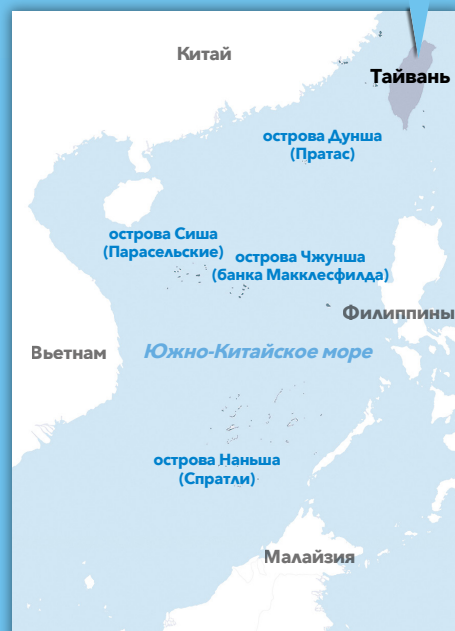 Китай
Тайвань
острова Дунша
(Пратас)
острова Сиша
(Парасельские)
острова Чжунша
(банка Макклесфилда)
Филиппины
Вьетнам
Южно-Китайское море
острова Наньша
(Спратли)
Малайзия